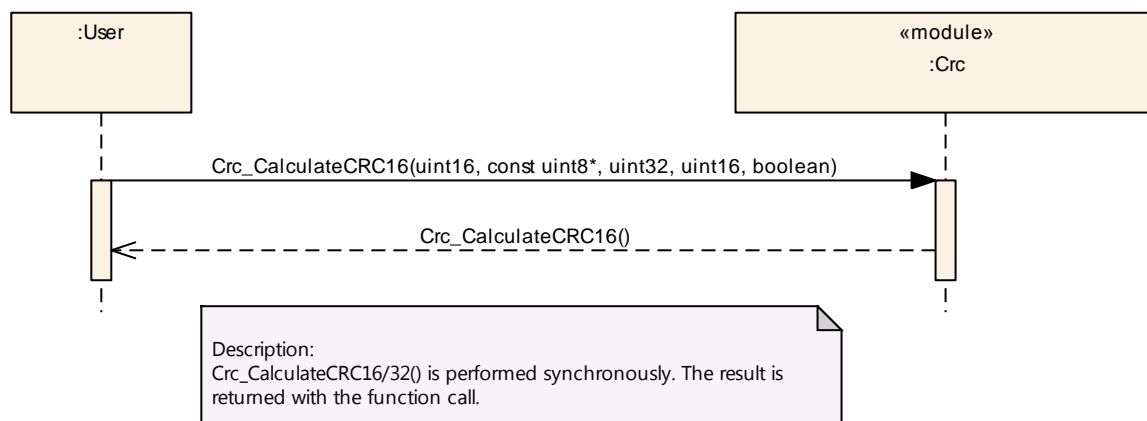 :User
«module»
:Crc
Crc_CalculateCRC16(uint16, const uint8*, uint32, uint16, boolean)
Crc_CalculateCRC16()
Description:
Crc_CalculateCRC16/32() is performed synchronously. The result is
returned with the function call.